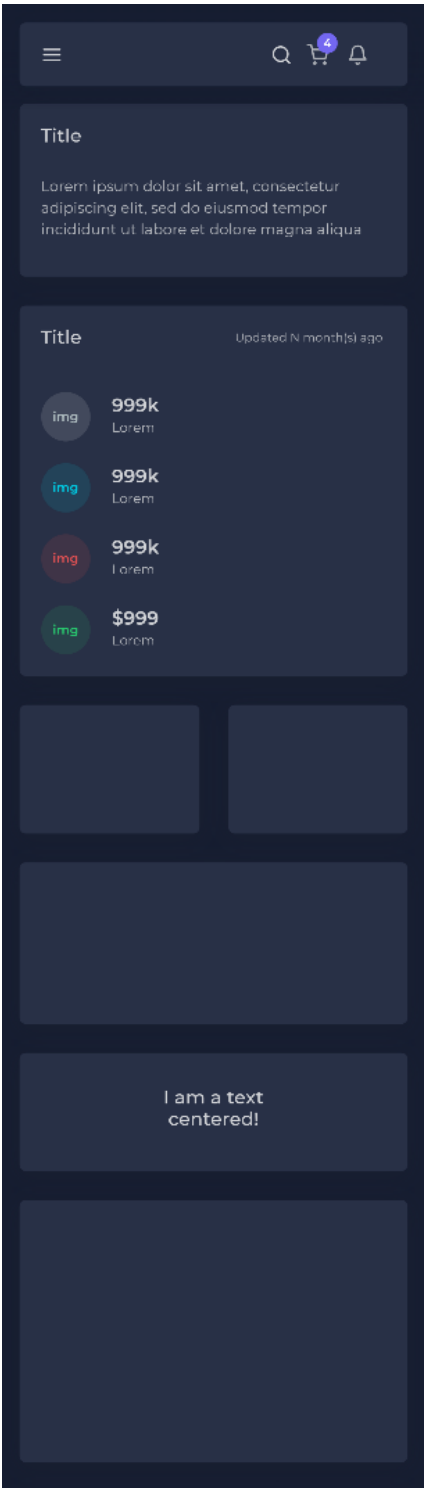 4
Title
Lorem ipsum dolor sit amet, consectetur
adipiscing elit, sed do eiusmod tempor
incididunt ut labore et dolore magna aliqua
Title
Updated N month(s) ago
img
999k
Lorem
img
999k
Lorem
img
999k
Lorem
img
$999
Lorem
I am a text
centered!